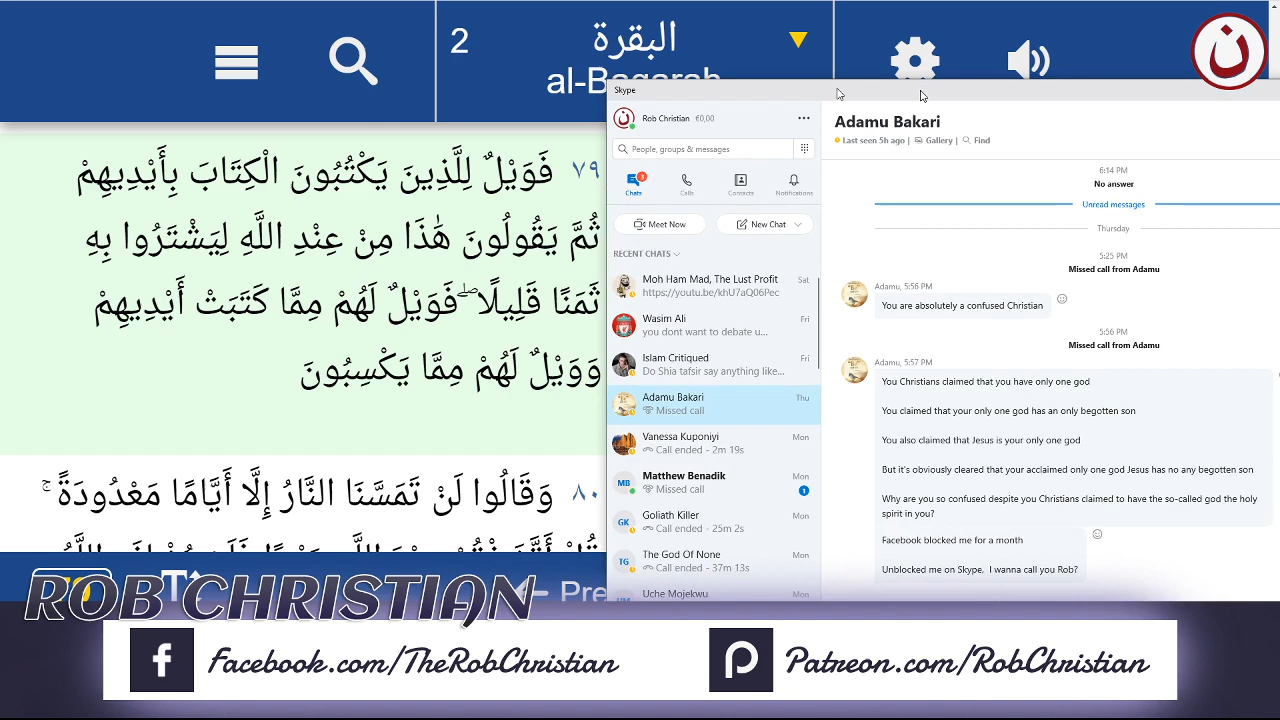 2
البقرة
al-Baqarah
ن
٧٩ فَوَيْلٌ لِلَّذِينَ يَكْتُبُونَ الْكِتَابَ بِأَيْدِيهِمْ
ثُمَّ يَقُولُونَ هَٰذَا مِنْ عِنْدِ اللَّهِ لِيَشْتَرُوا بِهِ
ثَمَنًا قَلِيلًا ۖ فَوَيْلٌ لَهُمْ مِمَّا كَتَبَتْ أَيْدِيهِمْ
وَوَيْلٌ لَهُمْ مِمَّا يَكْسِبُونَ
٨٠ وَقَالُوا لَنْ تَمَسَّنَا النَّارُ إِلَّا أَيَّامًا مَعْدُودَةً ۚ
Skype
Rob Christian €0,00
People, groups & messages
Chats 3 Calls Contacts Notifications
Meet Now New Chat
RECENT CHATS
Moh Ham Mad, The Lust Profit Sat
https://youtu.be/khU7aQ06Pec
Wasim Ali Fri
you dont want to debate u...
Islam Critiqued Fri
Do Shia tafsir say anything like...
Adamu Bakari Thu
Missed call
Vanessa Kuponiyi Mon
Call ended - 2m 19s
MB Matthew Benadik Mon
Missed call 1
GK Goliath Killer Mon
Call ended - 25m 2s
TG The God Of None Mon
Call ended - 37m 13s
Uche Mojekwu Mon
Adamu Bakari
Last seen 5h ago | Gallery | Find
6:14 PM
No answer
Unread messages
Thursday
5:25 PM
Missed call from Adamu
Adamu, 5:56 PM
You are absolutely a confused Christian
5:56 PM
Missed call from Adamu
Adamu, 5:57 PM
You Christians claimed that you have only one god
You claimed that your only one god has an only begotten son
You also claimed that Jesus is your only one god
But it's obviously cleared that your acclaimed only one god Jesus has no any begotten son
Why are you so confused despite you Christians claimed to have the so-called god the holy
spirit in you?
Facebook blocked me for a month
Unblocked me on Skype, I wanna call you Rob?
Pre
ROB CHRISTIAN
Facebook.com/TheRobChristian
Patreon.com/RobChristian